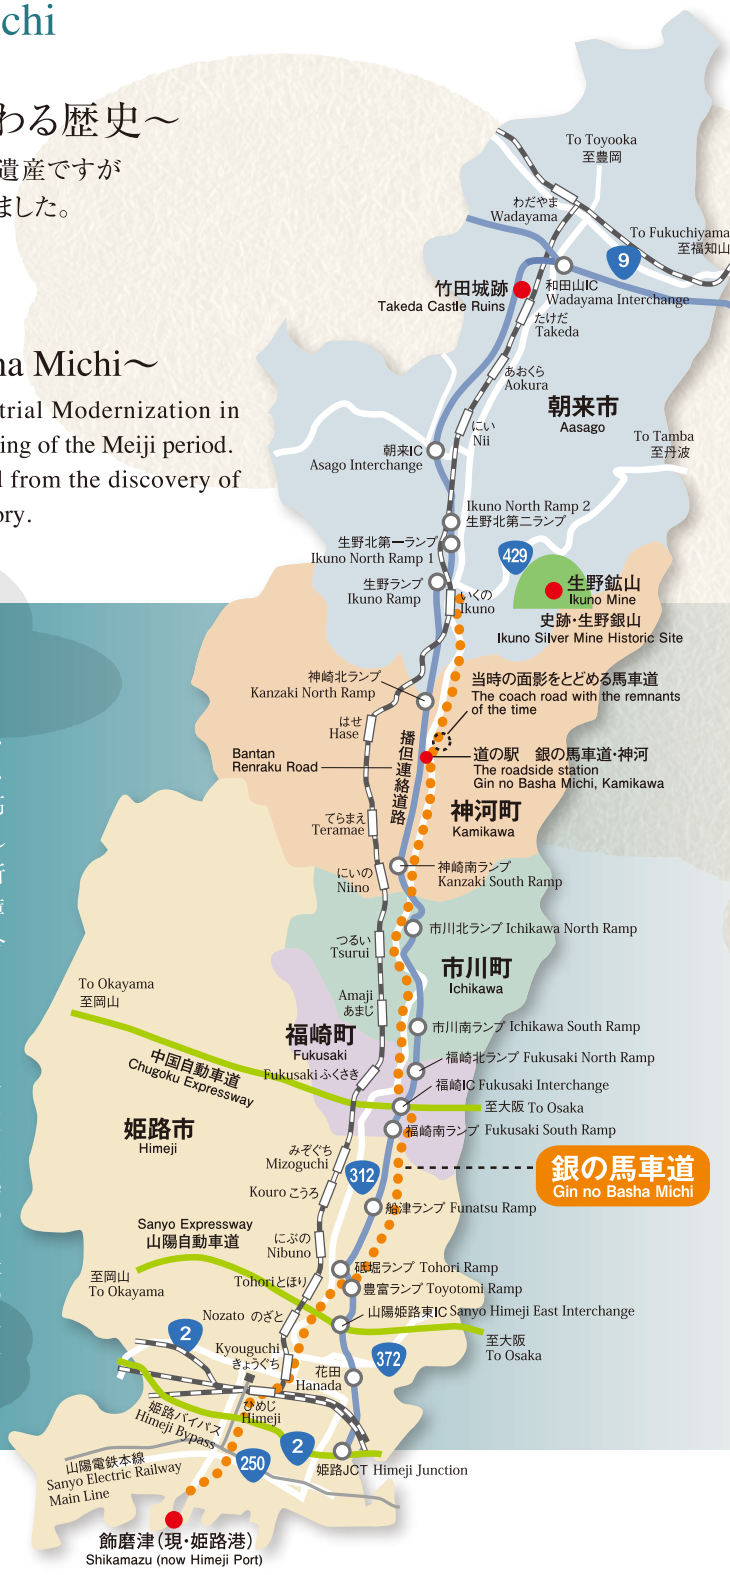 chi
わる歴史～
遺産ですが
ました。
na Michi～
trial Modernization in
ing of the Meiji period.
d from the discovery of
ory.
To Toyooka
至豊岡
わだやま
Wadayama
To Fukuchiyama
至福知山
9
竹田城跡
Takeda Castle Ruins
和田山IC
Wadayama Interchange
たけだ
Takeda
あおくら
Aokura
朝来市
Aasago
にい
Nii
To Tamba
至丹波
朝来IC
Asago Interchange
Ikuno North Ramp 2
生野北第二ランプ
生野北第一ランプ
Ikuno North Ramp 1
429
生野ランプ
Ikuno Ramp
いくの
Ikuno
生野鉱山
Ikuno Mine
史跡・生野銀山
Ikuno Silver Mine Historic Site
神崎北ランプ
Kanzaki North Ramp
当時の面影をとどめる馬車道
The coach road with the remnants
of the time
はせ
Hase
播但連絡道路
Bantan
Renraku Road
道の駅　銀の馬車道・神河
The roadside station
Gin no Basha Michi, Kamikawa
神河町
Kamikawa
てらまえ
Teramae
にいの
Niino
神崎南ランプ
Kanzaki South Ramp
市川北ランプ Ichikawa North Ramp
つるい
Tsurui
市川町
Ichikawa
To Okayama
至岡山
Amaji
あまじ
市川南ランプ Ichikawa South Ramp
福崎町
Fukusaki
中国自動車道
Chugoku Expressway
Fukusaki ふくさき
福崎北ランプ Fukusaki North Ramp
福崎IC Fukusaki Interchange
至大阪 To Osaka
姫路市
Himeji
福崎南ランプ Fukusaki South Ramp
みぞぐち
Mizoguchi
312
銀の馬車道
Gin no Basha Michi
Kouro こうろ
船津ランプ Funatsu Ramp
Sanyo Expressway
山陽自動車道
にぶの
Nibuno
砥堀ランプ Tohori Ramp
至岡山
To Okayama
Tohori とほり
豊富ランプ Toyotomi Ramp
Nozato のざと
山陽姫路東IC Sanyo Himeji East Interchange
2
至大阪
To Osaka
Kyouguchi
きょうぐち
372
花田
Hanada
ひめじ
Himeji
姫路バイパス
Himeji Bypass
2
250
山陽電鉄本線
Sanyo Electric Railway
Main Line
姫路JCT Himeji Junction
飾磨津（現・姫路港）
Shikamazu (now Himeji Port)